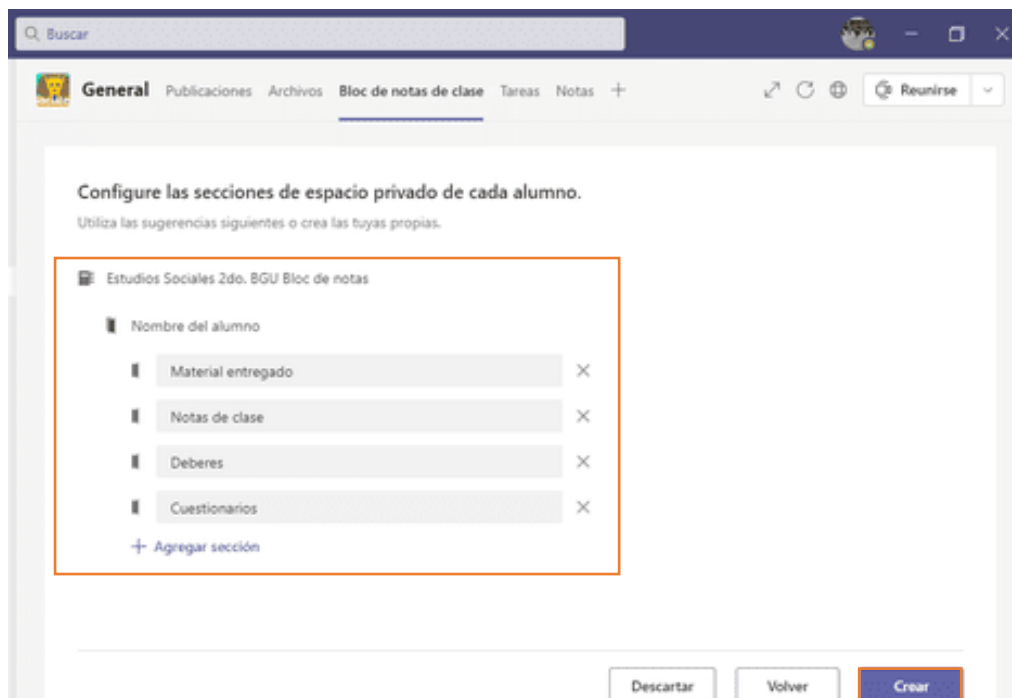 Buscar
General Publicaciones Archivos Bloc de notas de clase Tareas Notas
Reunirse
Configure las secciones de espacio privado de cada alumno.
Utiliza las sugerencias siguientes o crea las tuyas propias.
Estudios Sociales 2do. BGU Bloc de notas
Nombre del alumno
Material entregado
Notas de clase
Deberes
Cuestionarios
+ Agregar sección
Descartar Volver Crear